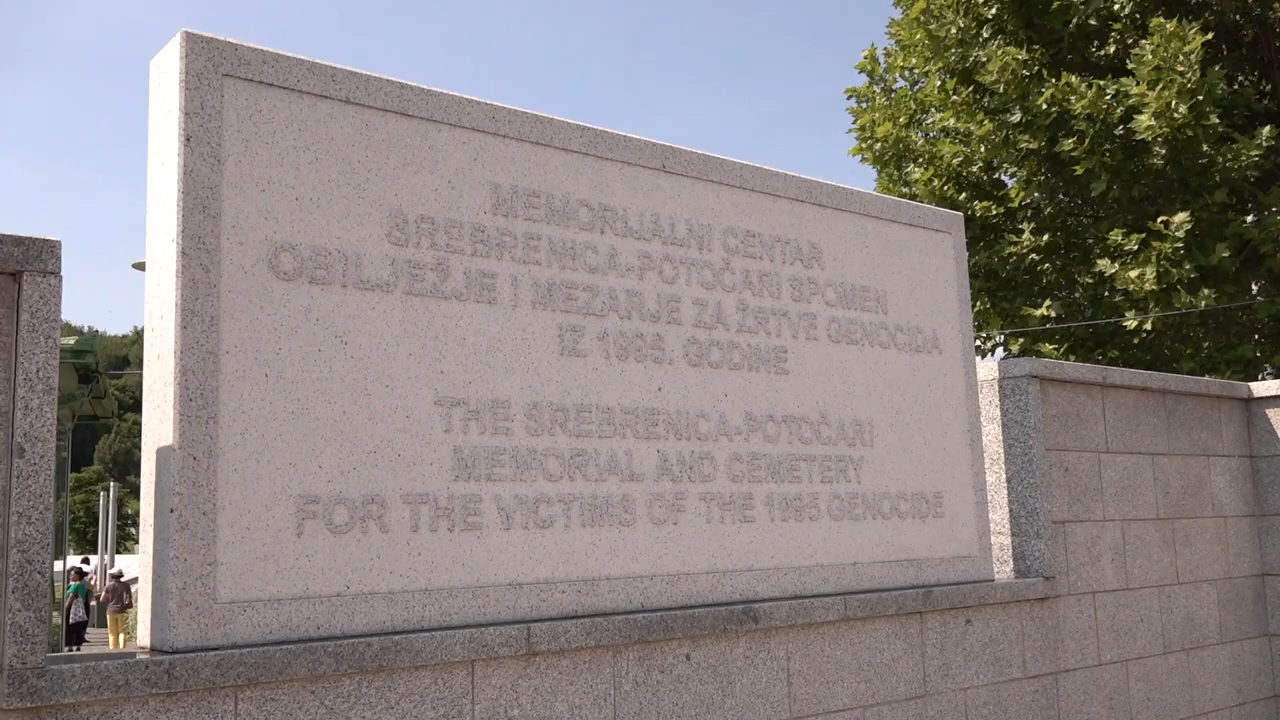 MEMORIJALNI CENTAR
SREBRENICA-POTOČARI SPOMEN
OBILJEŽJE I MEZARJE ZA ŽRTVE GENOCIDA
IZ 1995. GODINE
THE SREBRENICA-POTOČARI
MEMORIAL AND CEMETERY
FOR THE VICTIMS OF THE 1995 GENOCIDE